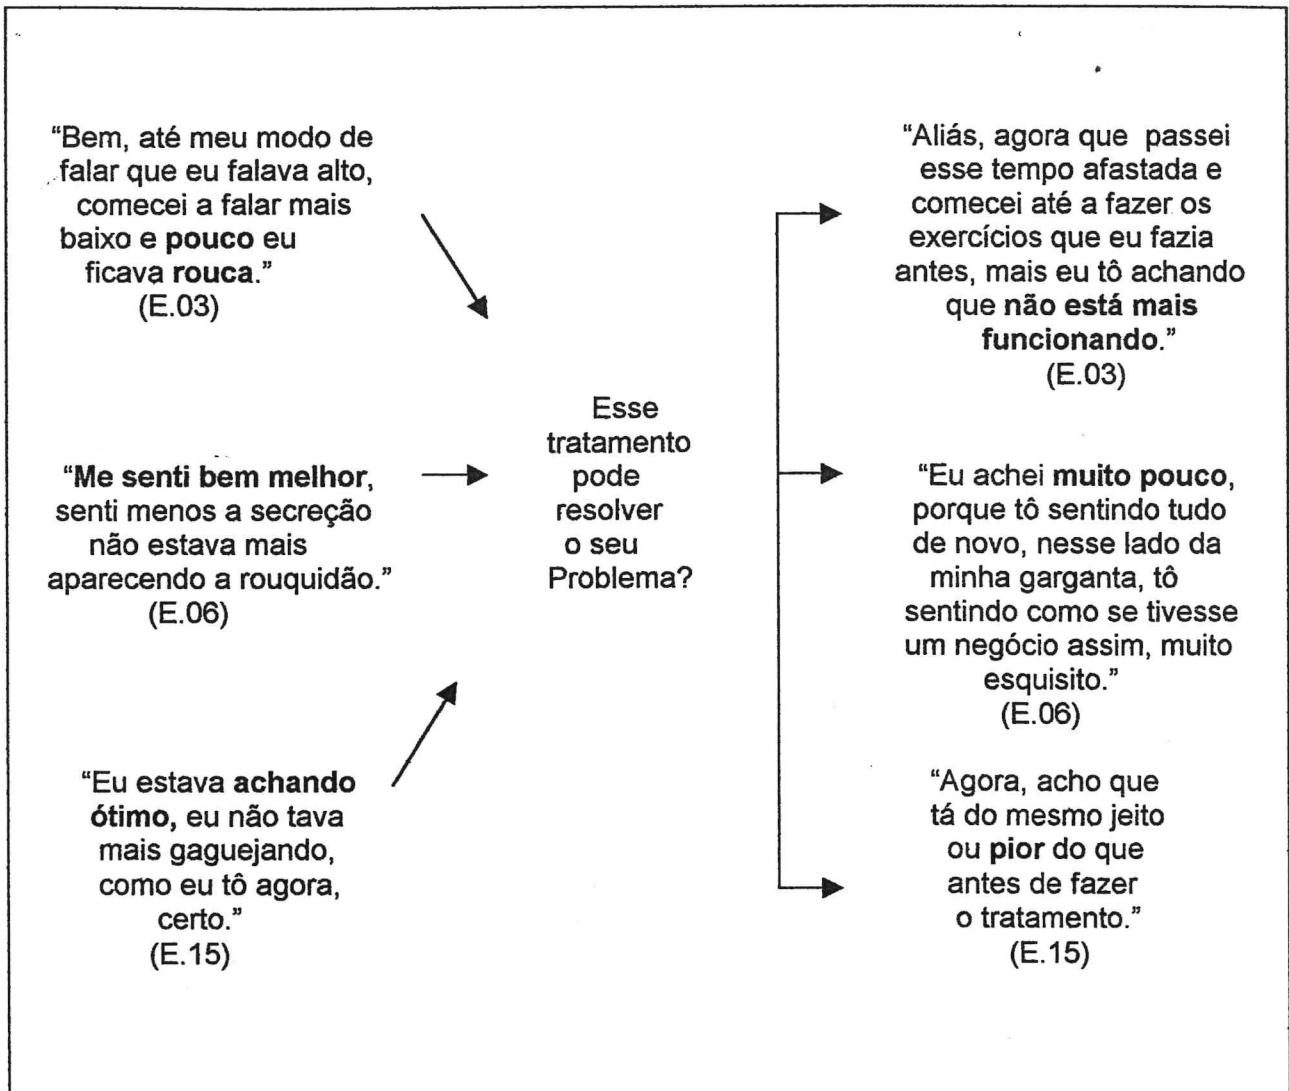 “Bem, até meu modo de
falar que eu falava alto,
comecei a falar mais
baixo e pouco eu
ficava rouca.”
(E.03)
“Me senti bem melhor,
senti menos a secreção
não estava mais
aparecendo a rouquidão.”
(E.06)
“Eu estava achando
ótimo, eu não tava
mais gaguejando,
como eu tô agora,
certo.”
(E.15)
Esse
tratamento
pode
resolver
o seu
Problema?
“Aliás, agora que passei
esse tempo afastada e
comecei até a fazer os
exercícios que eu fazia
antes, mais eu tô achando
que não está mais
funcionando.”
(E.03)
“Eu achei muito pouco,
porque tô sentindo tudo
de novo, nesse lado da
minha garganta, tô
sentindo como se tivesse
um negócio assim, muito
esquisito.”
(E.06)
“Agora, acho que
tá do mesmo jeito
ou pior do que
antes de fazer
o tratamento.”
(E.15)